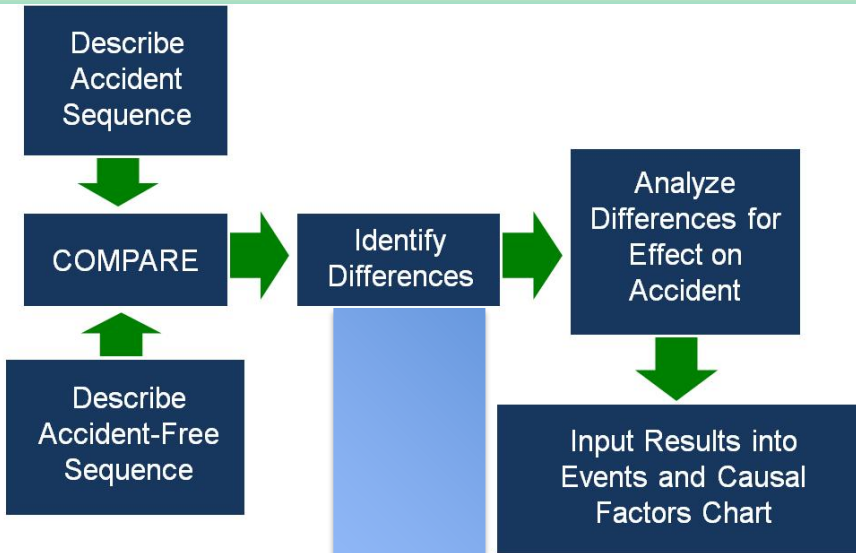 Describe
Accident
Sequence
COMPARE
Describe
Accident-Free
Sequence
Identify
Differences
Analyze
Differences for
Effect on
Accident
Input Results into
Events and Causal
Factors Chart